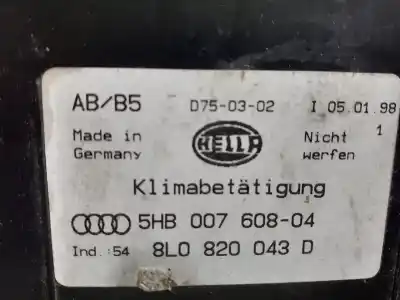 AB/B5 D75-03-02 I 05.01.98
1
Made in Germany HELLA Nicht werfen
Klimabetätigung
5HB 007 608-04
Ind.:54 8L0 820 043 D